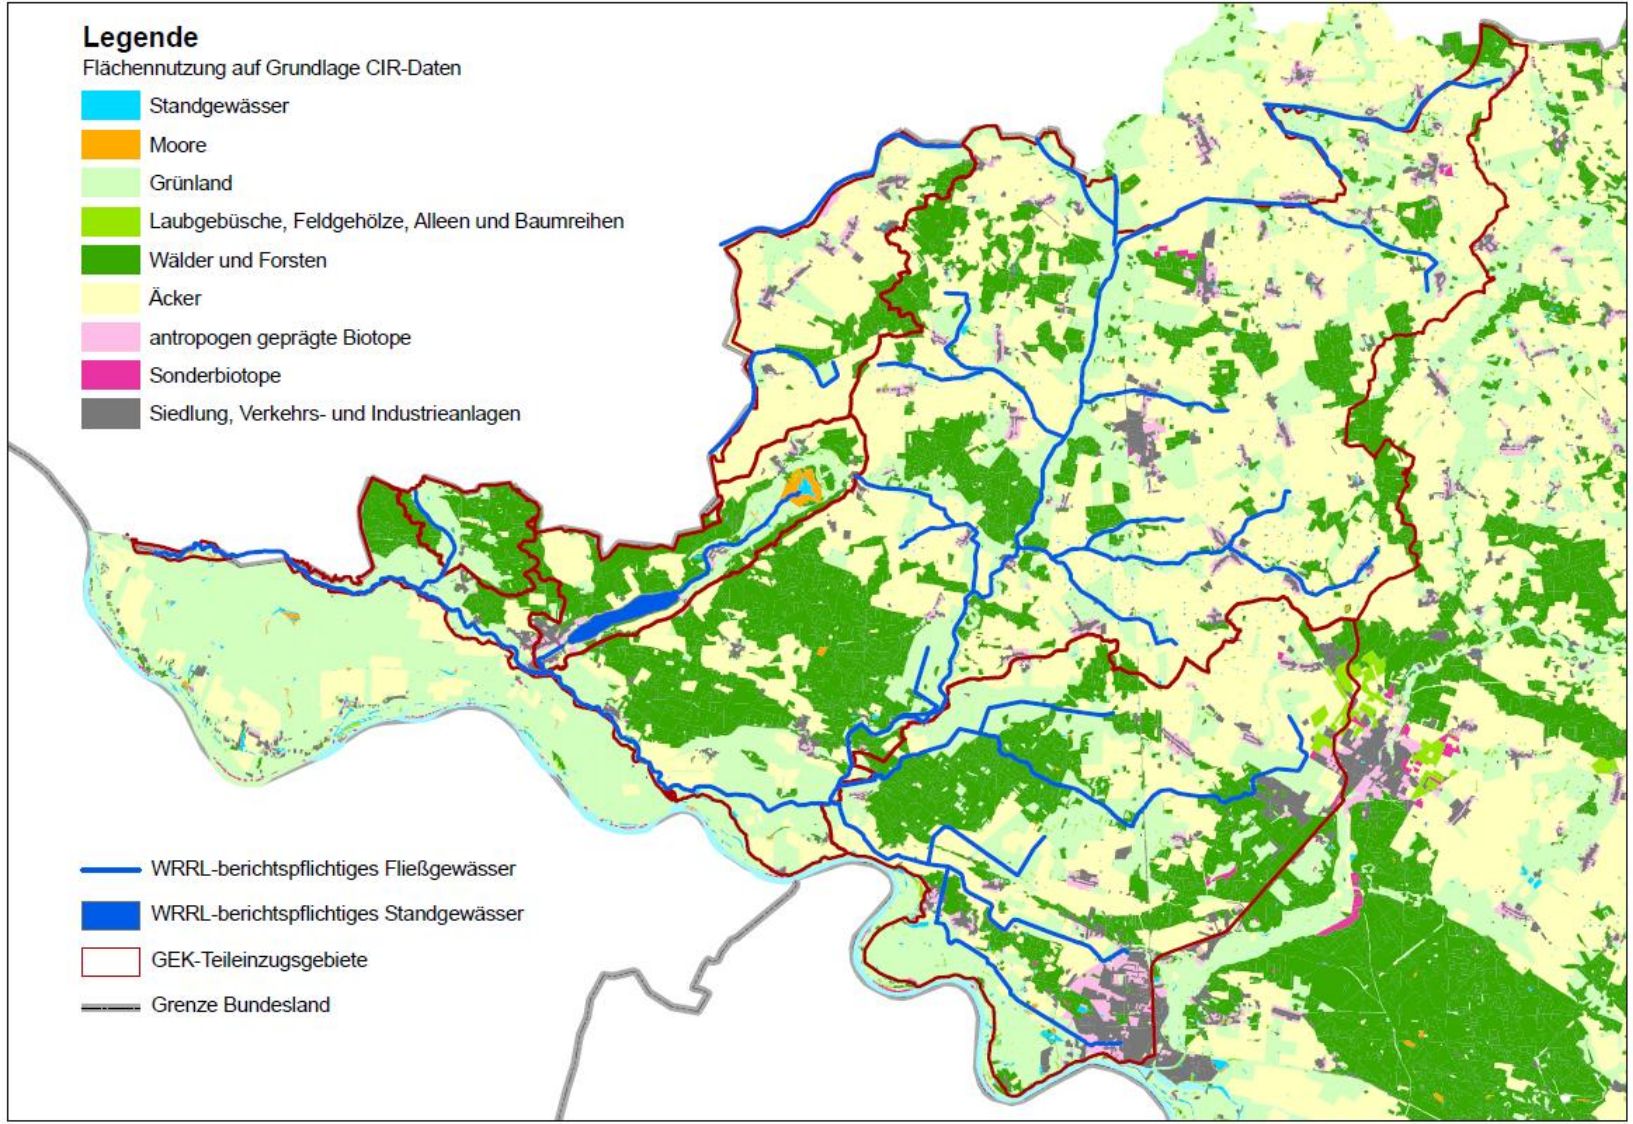 Legende
Flächennutzung auf Grundlage CIR-Daten
Standgewässer
Moore
Grünland
Laubgebüsche, Feldgehölze, Alleen und Baumreihen
Wälder und Forsten
Äcker
antropogen geprägte Biotope
Sonderbiotope
Siedlung, Verkehrs- und Industrieanlagen
WRRL-berichtspflichtiges Fließgewässer
WRRL-berichtspflichtiges Standgewässer
GEK-Teileinzugsgebiete
Grenze Bundesland